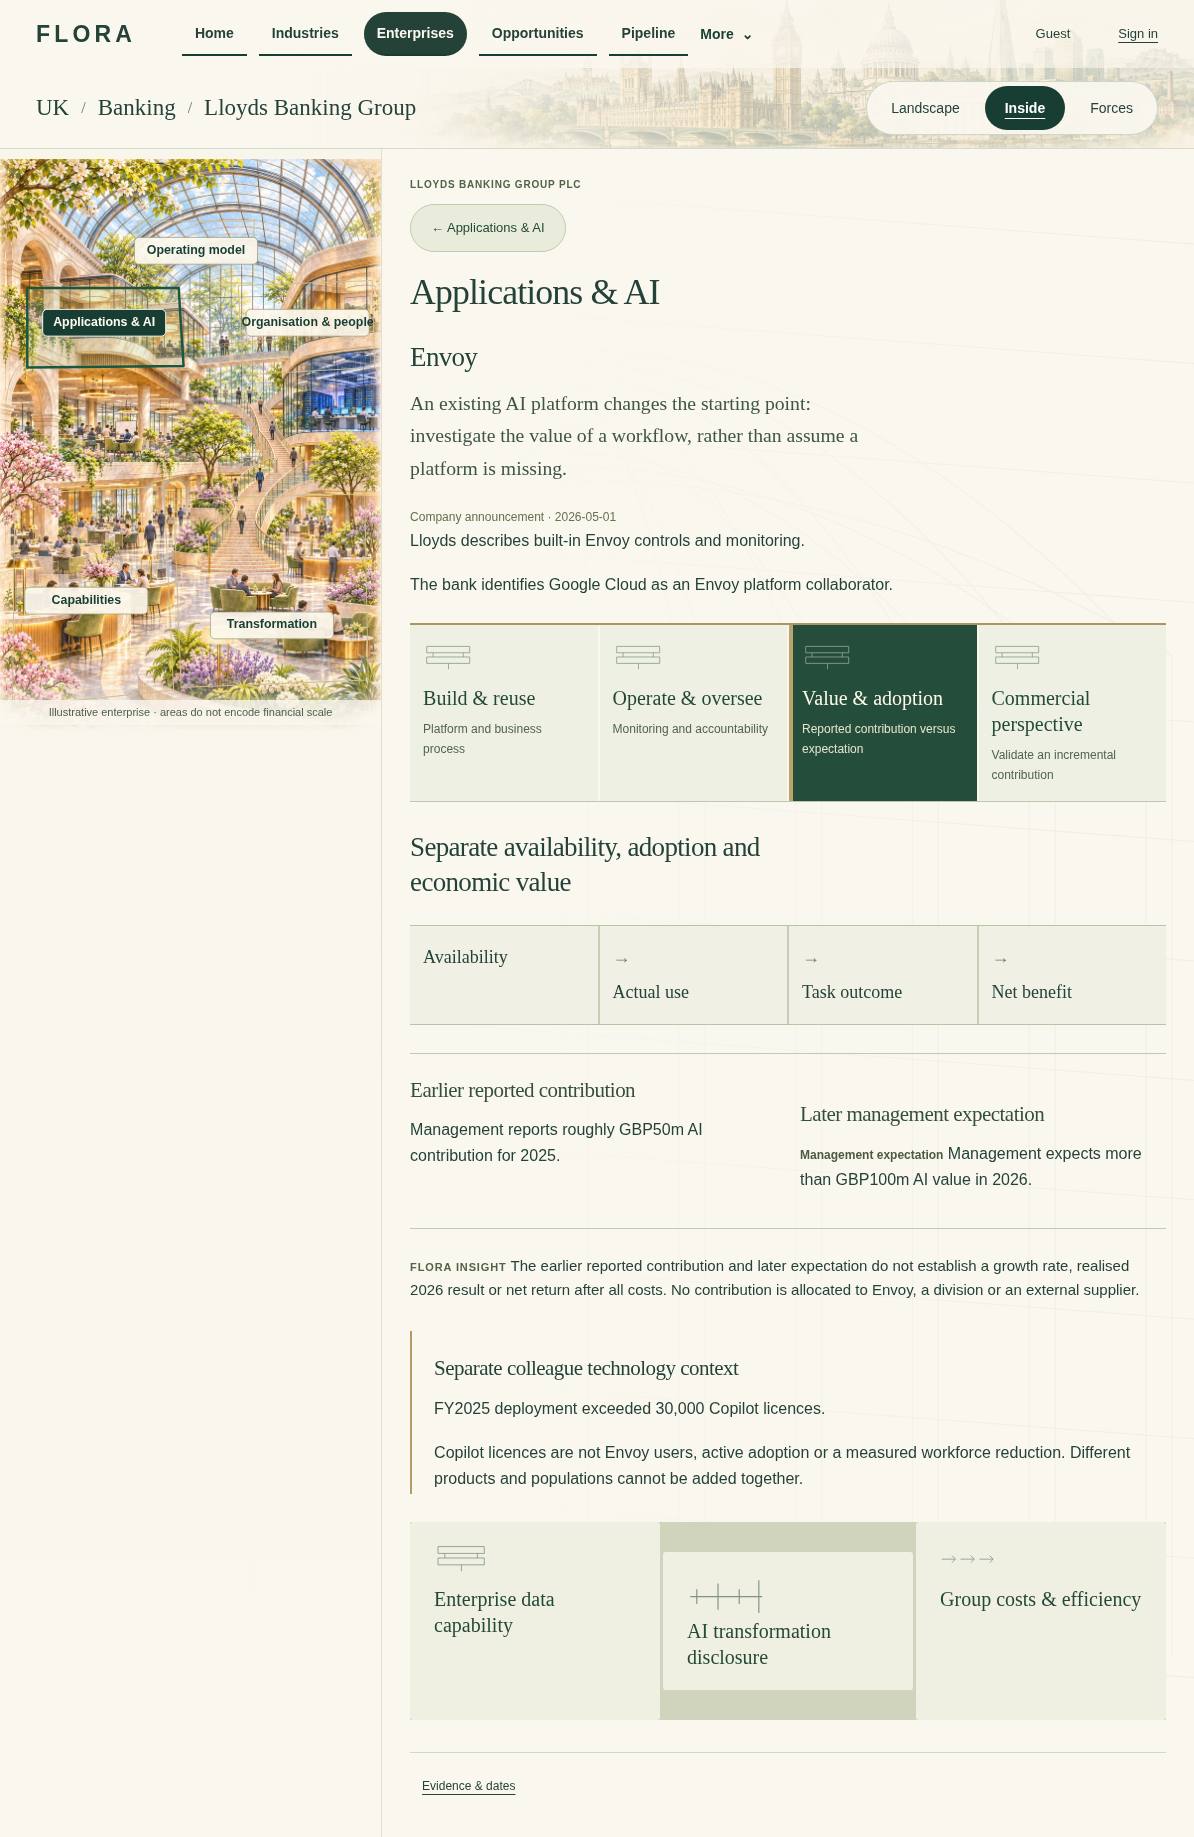 FLORA
Home
Industries
Enterprises
Opportunities
Pipeline
More
Guest
Sign in
UK / Banking / Lloyds Banking Group
Landscape
Inside
Forces
Operating model
Applications & AI
Organisation & people
Capabilities
Transformation
Illustrative enterprise · areas do not encode financial scale
LLOYDS BANKING GROUP PLC
← Applications & AI
Applications & AI
Envoy
An existing AI platform changes the starting point:
investigate the value of a workflow, rather than assume a
platform is missing.
Company announcement · 2026-05-01
Lloyds describes built-in Envoy controls and monitoring.
The bank identifies Google Cloud as an Envoy platform collaborator.
Build & reuse
Platform and business
process
Operate & oversee
Monitoring and accountability
Value & adoption
Reported contribution versus
expectation
Commercial
perspective
Validate an incremental
contribution
Separate availability, adoption and
economic value
Availability
→
Actual use
→
Task outcome
→
Net benefit
Earlier reported contribution
Management reports roughly GBP50m AI
contribution for 2025.
Later management expectation
Management expectation Management expects more
than GBP100m AI value in 2026.
FLORA INSIGHT The earlier reported contribution and later expectation do not establish a growth rate, realised
2026 result or net return after all costs. No contribution is allocated to Envoy, a division or an external supplier.
Separate colleague technology context
FY2025 deployment exceeded 30,000 Copilot licences.
Copilot licences are not Envoy users, active adoption or a measured workforce reduction. Different
products and populations cannot be added together.
Enterprise data
capability
AI transformation
disclosure
Group costs & efficiency
Evidence & dates